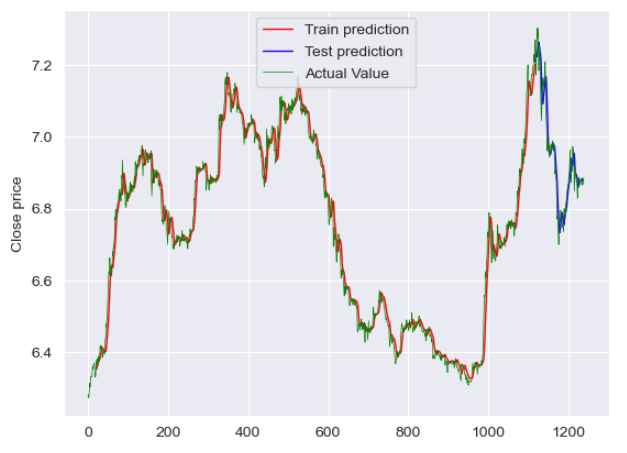 Train prediction
Test prediction
Actual Value
Close price
7.2
7.0
6.8
6.6
6.4
0 200 400 600 800 1000 1200